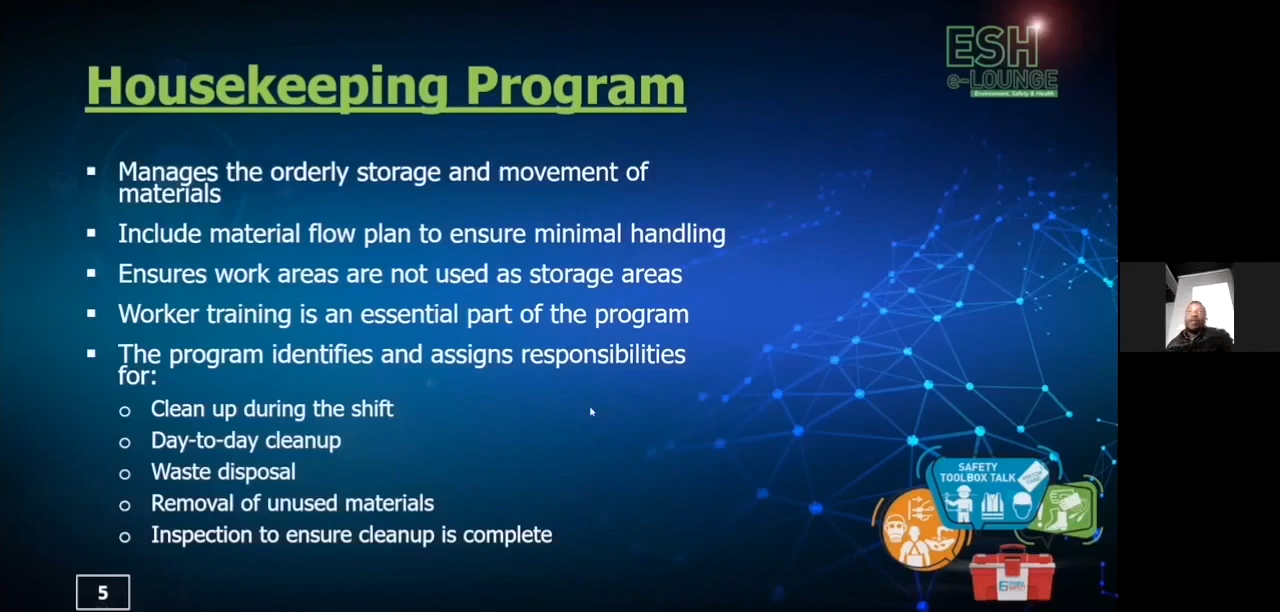 ESH
e-LOUNGE
Environment, Safety & Health
Housekeeping Program
▪ Manages the orderly storage and movement of
materials
▪ Include material flow plan to ensure minimal handling
▪ Ensures work areas are not used as storage areas
▪ Worker training is an essential part of the program
▪ The program identifies and assigns responsibilities
for:
o Clean up during the shift
o Day-to-day cleanup
o Waste disposal
o Removal of unused materials
o Inspection to ensure cleanup is complete
SAFETY
TOOLBOX TALK
5